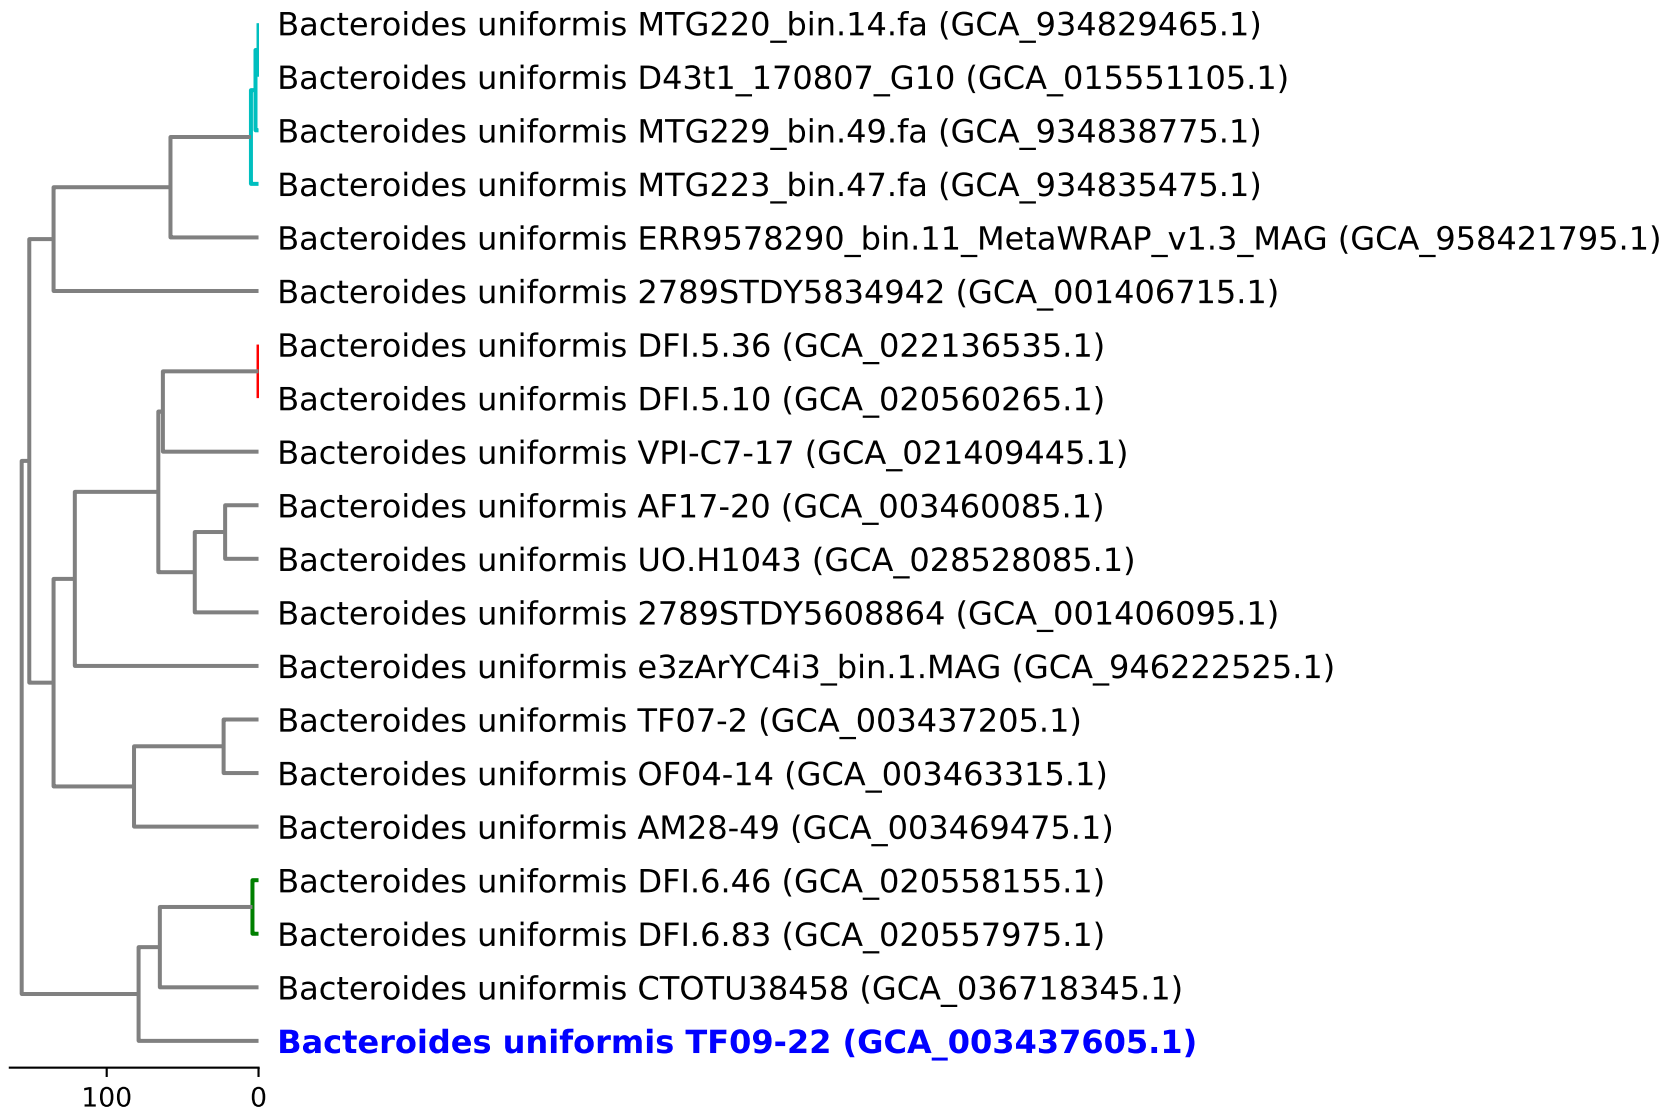 Bacteroides uniformis MTG220_bin.14.fa (GCA_934829465.1)
Bacteroides uniformis D43t1_170807_G10 (GCA_015551105.1)
Bacteroides uniformis MTG229_bin.49.fa (GCA_934838775.1)
Bacteroides uniformis MTG223_bin.47.fa (GCA_934835475.1)
Bacteroides uniformis ERR9578290_bin.11_MetaWRAP_v1.3_MAG (GCA_958421795.1)
Bacteroides uniformis 2789STDY5834942 (GCA_001406715.1)
Bacteroides uniformis DFI.5.36 (GCA_022136535.1)
Bacteroides uniformis DFI.5.10 (GCA_020560265.1)
Bacteroides uniformis VPI-C7-17 (GCA_021409445.1)
Bacteroides uniformis AF17-20 (GCA_003460085.1)
Bacteroides uniformis UO.H1043 (GCA_028528085.1)
Bacteroides uniformis 2789STDY5608864 (GCA_001406095.1)
Bacteroides uniformis e3zArYC4i3_bin.1.MAG (GCA_946222525.1)
Bacteroides uniformis TF07-2 (GCA_003437205.1)
Bacteroides uniformis OF04-14 (GCA_003463315.1)
Bacteroides uniformis AM28-49 (GCA_003469475.1)
Bacteroides uniformis DFI.6.46 (GCA_020558155.1)
Bacteroides uniformis DFI.6.83 (GCA_020557975.1)
Bacteroides uniformis CTOTU38458 (GCA_036718345.1)
Bacteroides uniformis TF09-22 (GCA_003437605.1)
100 0